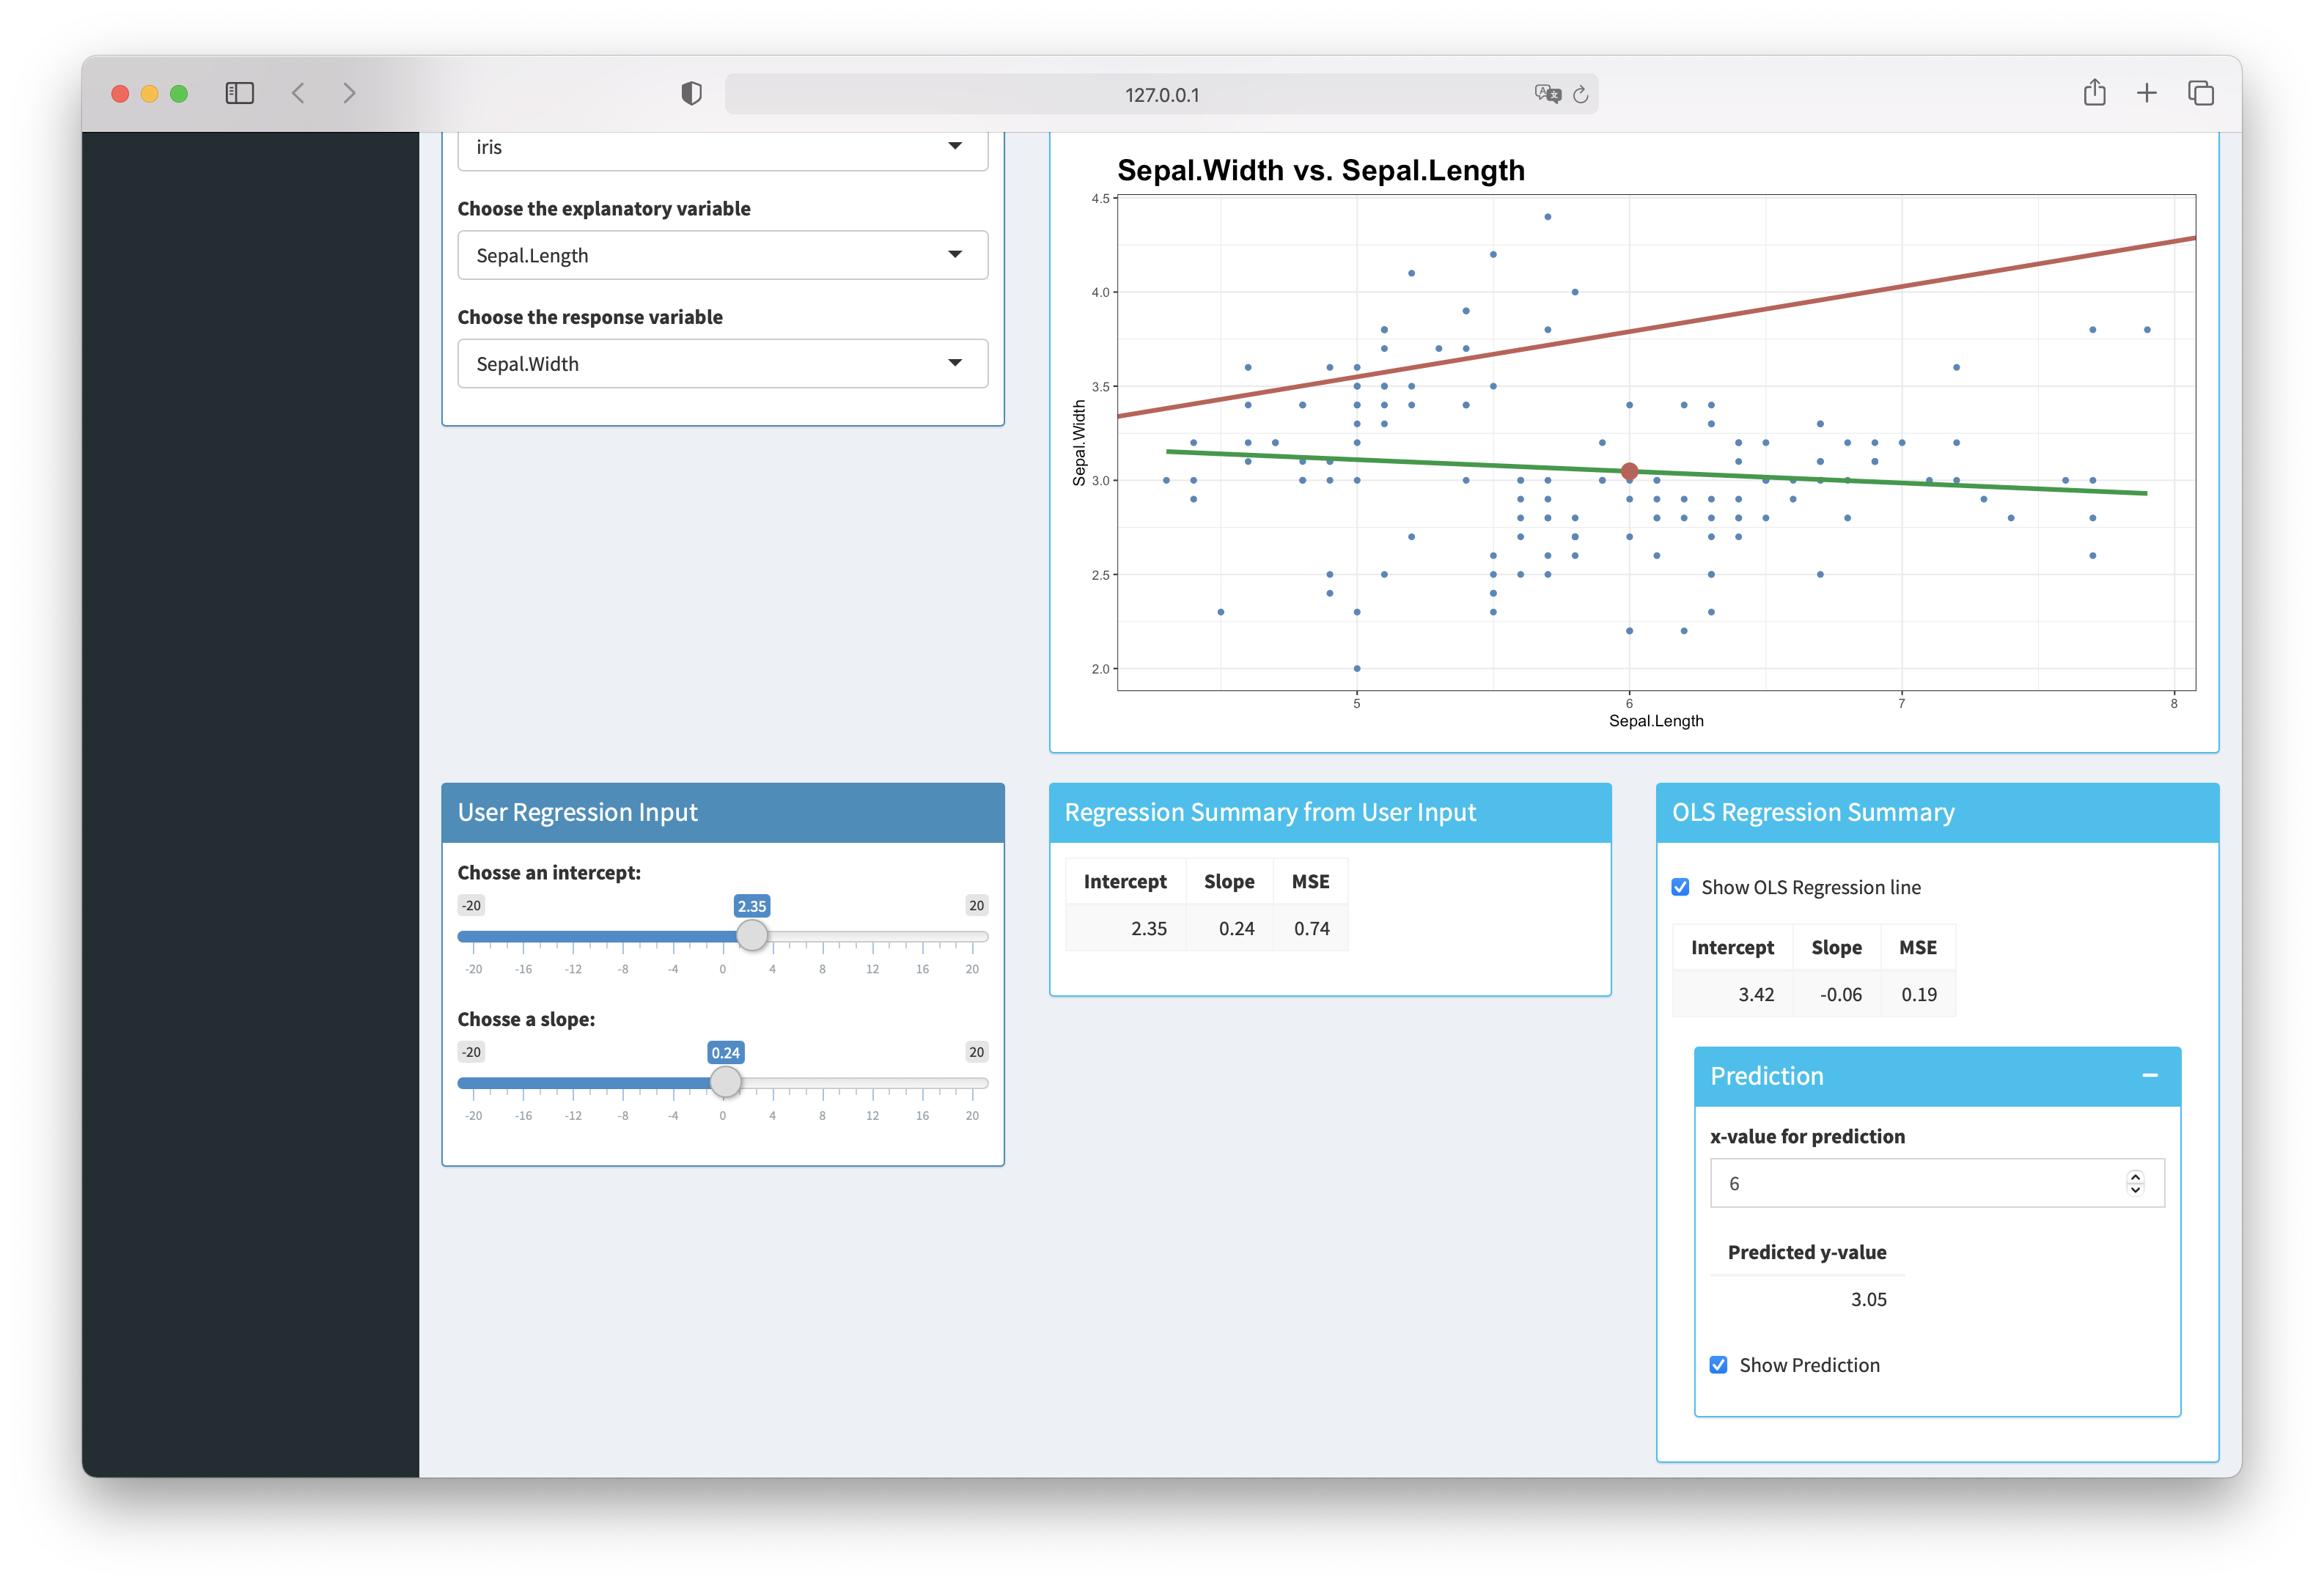 127.0.0.1
iris
Choose the explanatory variable
Sepal.Length
Choose the response variable
Sepal.Width
Sepal.Width vs. Sepal.Length
4.5
4.0
3.5
3.0
2.5
2.0
Sepal.Width
5 6 7 8
Sepal.Length
User Regression Input
Chosse an intercept:
-20 2.35 20
-20 -16 -12 -8 -4 0 4 8 12 16 20
Chosse a slope:
-20 0.24 20
-20 -16 -12 -8 -4 0 4 8 12 16 20
Regression Summary from User Input
Intercept Slope MSE
2.35 0.24 0.74
OLS Regression Summary
Show OLS Regression line
Intercept Slope MSE
3.42 -0.06 0.19
Prediction
x-value for prediction
6
Predicted y-value
3.05
Show Prediction